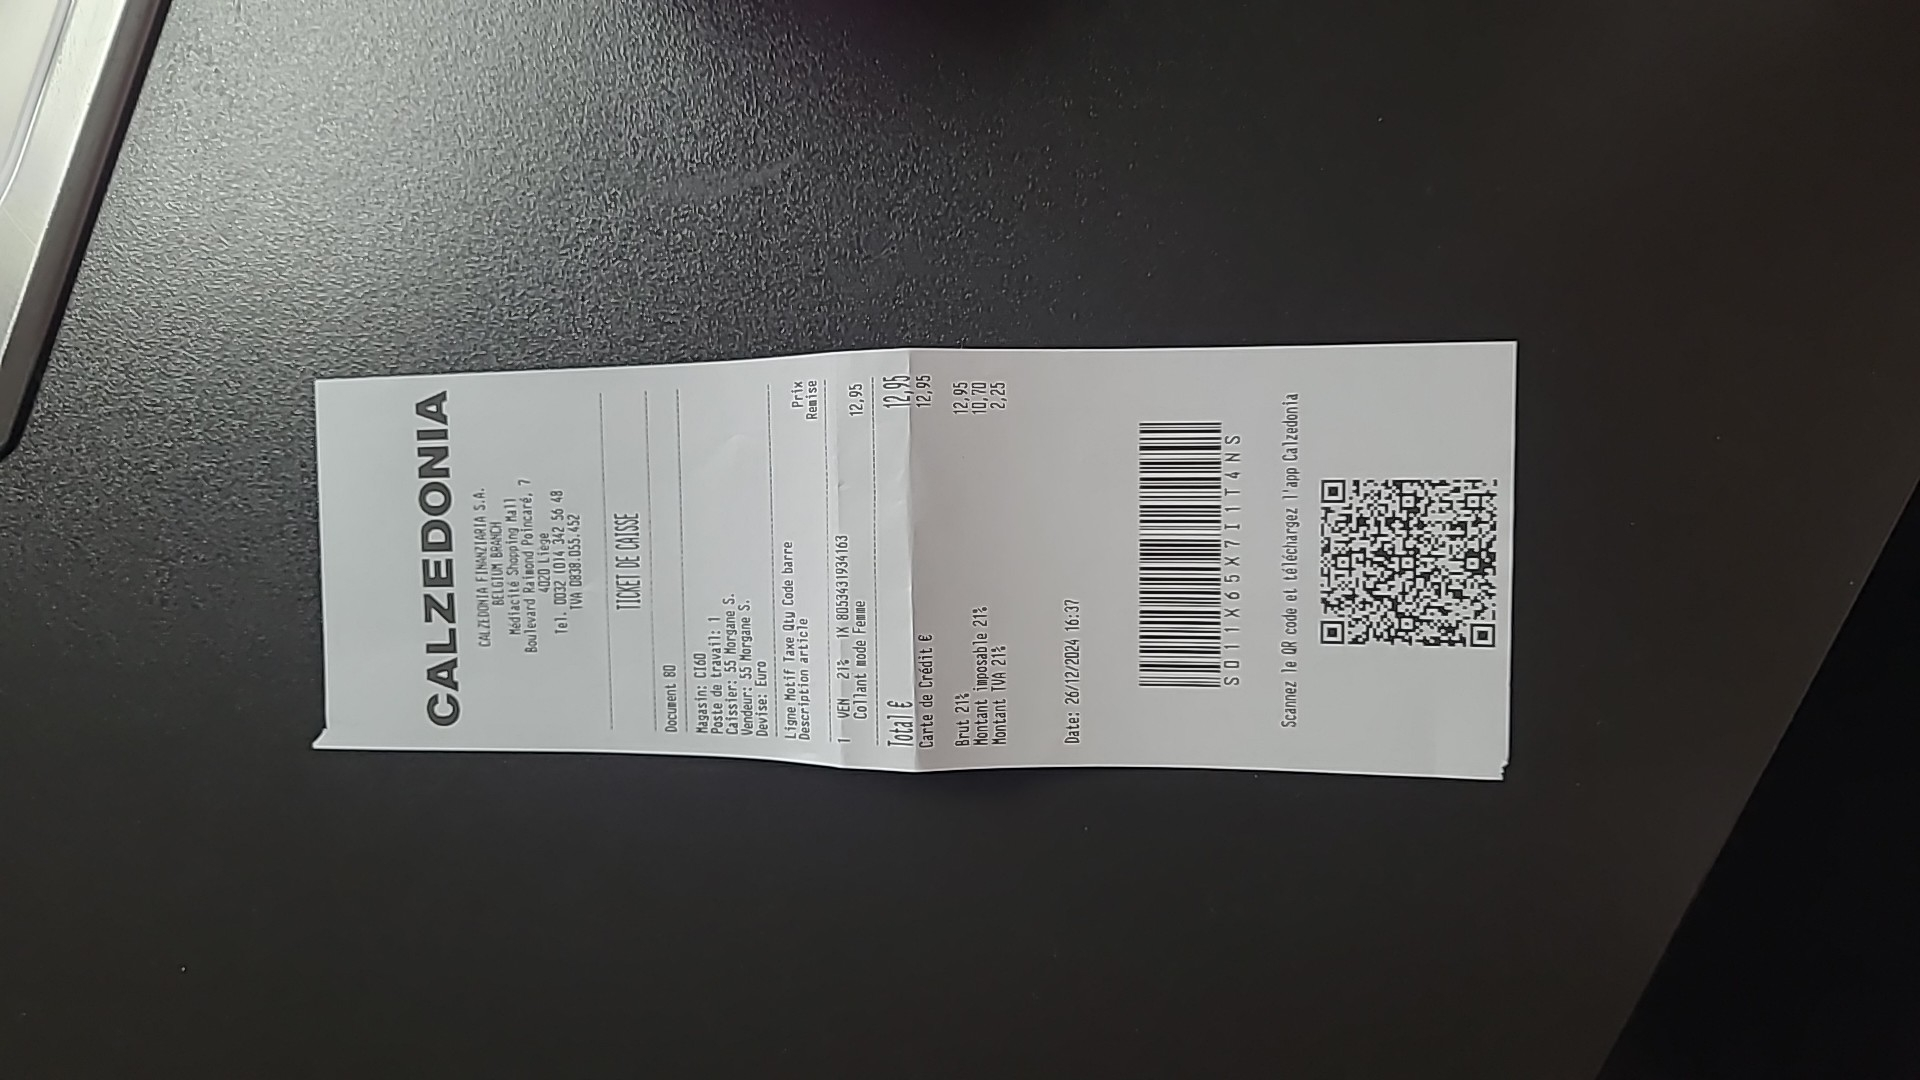 CALZEDONIA
CALZEDONIA FINANZIARIA S.A.
BELGIUM BRANCH
Médiacité Shopping Mall
Boulevard Raimond Poincaré, 7
4020 Liege
Tel. 0032 (0)4 342 56 48
TVA 0838.055.452
TICKET DE CAISSE
Document 80
Magasin: CI6D
Poste de travail: 1
Caissier: 55 Morgane S.
Vendeur: 55 Morgane S.
Devise: Euro
Ligne Motif Taxe Qty Code barre Prix
Description article Remise
1 VEN 21% 1X 8053431934163 12,95
Collant mode Femme
Total € 12,95
Carte de Crédit € 12,95
Brut 21% 12,95
Montant imposable 21% 10,70
Montant TVA 21% 2,25
Date: 26/12/2024 16:37
S011X65X7I1T4NS
Scannez le QR code et téléchargez l'app Calzedonia